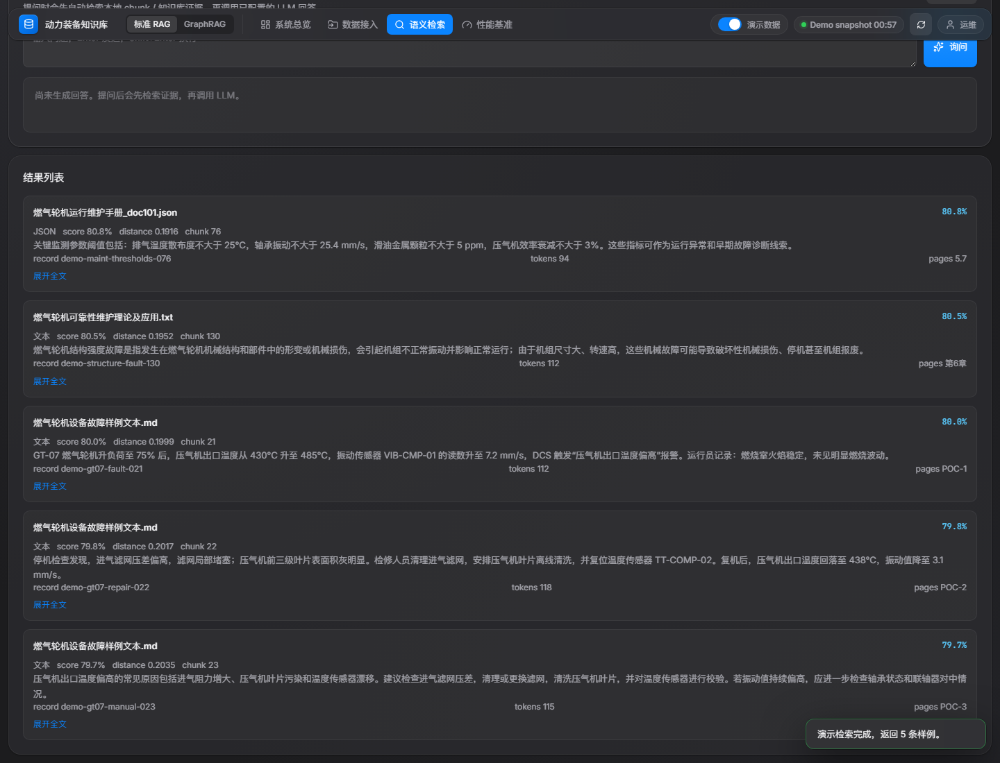 动力装备知识库
标准 RAG
GraphRAG
系统总览
数据接入
语义检索
性能基准
演示数据
Demo snapshot 00:57
运维
询问
尚未生成回答。提问后会先检索证据，再调用 LLM。
结果列表
燃气轮机运行维护手册_doc101.json
80.8%
JSON score 80.8% distance 0.1916 chunk 76
关键监测参数阈值包括：排气温度散布度不大于 25°C，轴承振动不大于 25.4 mm/s，滑油金属颗粒不大于 5 ppm，压气机效率衰减不大于 3%。这些指标可作为运行异常和早期故障诊断线索。
record demo-maint-thresholds-076 tokens 94 pages 5.7
展开全文
燃气轮机可靠性维护理论及应用.txt
80.5%
文本 score 80.5% distance 0.1952 chunk 130
燃气轮机结构强度故障是指发生在燃气轮机机械结构和部件中的形变或机械损伤，会引起机组不正常振动并影响正常运行；由于机组尺寸大、转速高，这些机械故障可能导致破坏性机械损伤、停机甚至机组报废。
record demo-structure-fault-130 tokens 112 pages 第6章
展开全文
燃气轮机设备故障样例文本.md
80.0%
文本 score 80.0% distance 0.1999 chunk 21
GT-07 燃气轮机升负荷至 75% 后，压气机出口温度从 430°C 升至 485°C，振动传感器 VIB-CMP-01 的读数升至 7.2 mm/s，DCS 触发“压气机出口温度偏高”报警。运行员记录：燃烧室火焰稳定，未见明显燃烧波动。
record demo-gt07-fault-021 tokens 112 pages POC-1
展开全文
燃气轮机设备故障样例文本.md
79.8%
文本 score 79.8% distance 0.2017 chunk 22
停机检查发现，进气滤网压差偏高，滤网局部堵塞；压气机前三级叶片表面积灰明显。检修人员清理进气滤网，安排压气机叶片离线清洗，并复位温度传感器 TT-COMP-02。复机后，压气机出口温度回落至 438°C，振动值降至 3.1
mm/s。
record demo-gt07-repair-022 tokens 118 pages POC-2
展开全文
燃气轮机设备故障样例文本.md
79.7%
文本 score 79.7% distance 0.2035 chunk 23
压气机出口温度偏高的常见原因包括进气阻力增大、压气机叶片污染和温度传感器漂移。建议检查进气滤网压差，清理或更换滤网，清洗压气机叶片，并对温度传感器进行校验。若振动值持续偏高，应进一步检查轴承状态和联轴器对中情
况。
record demo-gt07-manual-023 tokens 115 pages POC-3
展开全文
演示检索完成，返回 5 条样例。